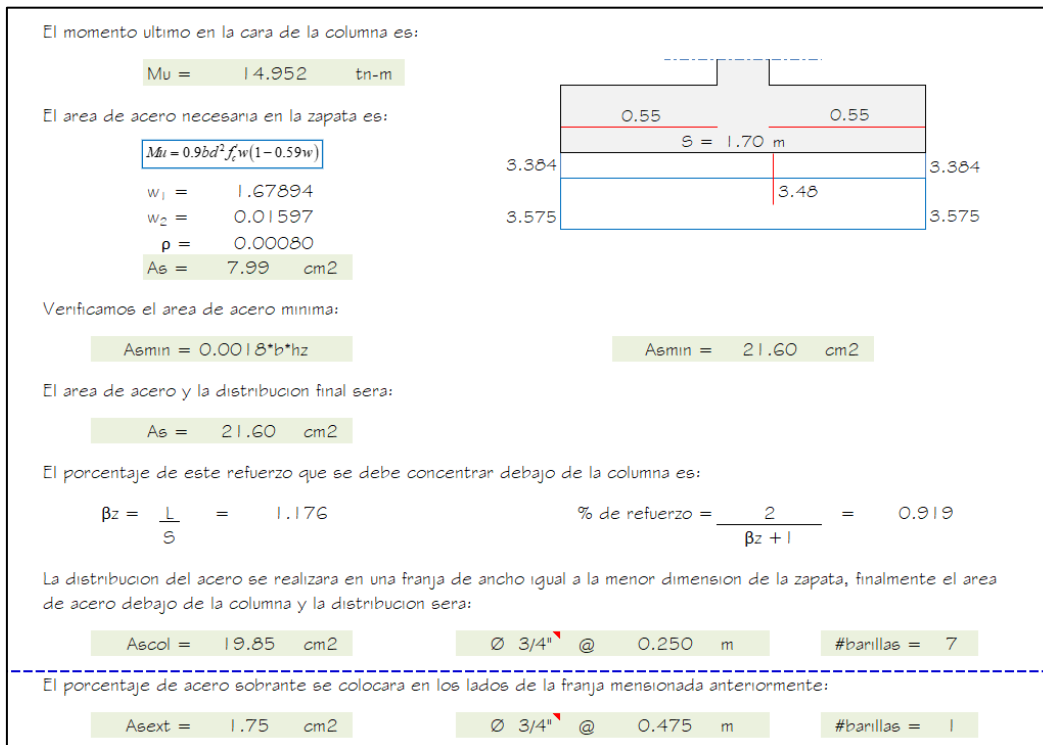 El momento ultimo en la cara de la columna es:
Mu = 14.952 tn-m
El area de acero necesaria en la zapata es:
Mu = 0.9bd²f'cw(1−0.59w)
w1 = 1.67894
w2 = 0.01597
ρ = 0.00080
As = 7.99 cm2
0.55 0.55
S = 1.70 m
3.384 3.384
3.48
3.575 3.575
Verificamos el area de acero minima:
Asmin = 0.0018*b*hz Asmin = 21.60 cm2
El area de acero y la distribucion final sera:
As = 21.60 cm2
El porcentaje de este refuerzo que se debe concentrar debajo de la columna es:
βz = L = 1.176 % de refuerzo = 2 = 0.919
S βz + 1
La distribucion del acero se realizara en una franja de ancho igual a la menor dimension de la zapata, finalmente el area
de acero debajo de la columna y la distribucion sera:
Ascol = 19.85 cm2 Ø 3/4" @ 0.250 m #barillas = 7
El porcentaje de acero sobrante se colocara en los lados de la franja mensionada anteriormente:
Asext = 1.75 cm2 Ø 3/4" @ 0.475 m #barillas = 1